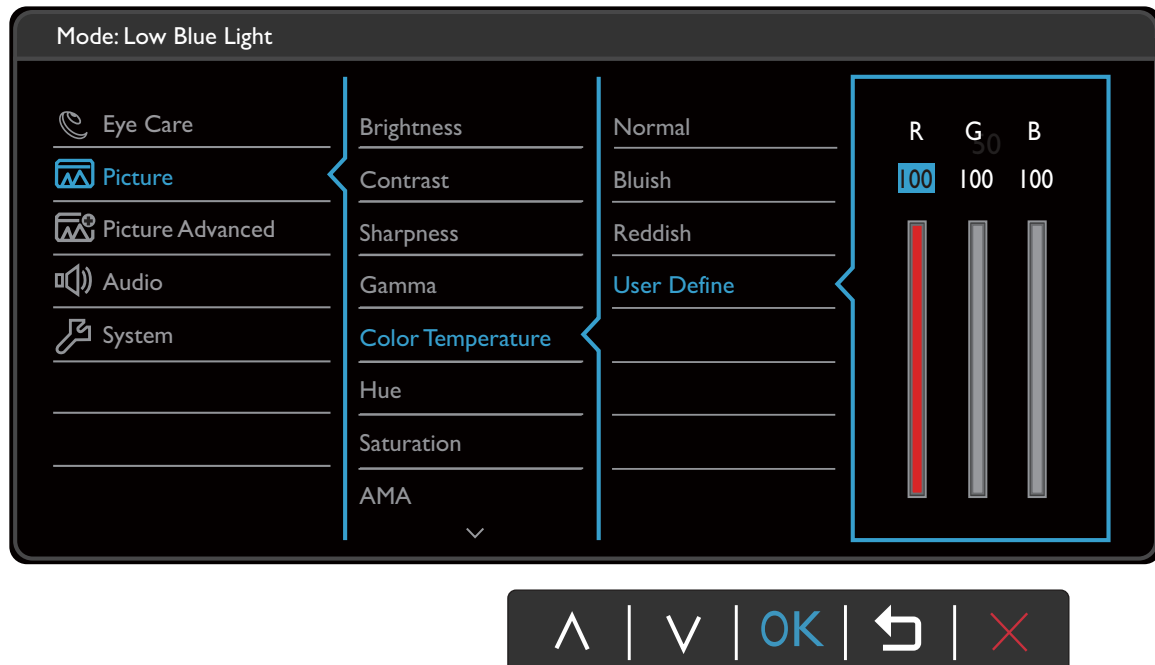 Mode: Low Blue Light
Eye Care
Picture
Picture Advanced
Audio
System
Brightness
Contrast
Sharpness
Gamma
Color Temperature
Hue
Saturation
AMA
Normal
Bluish
Reddish
User Define
R G B
50
100 100 100
OK